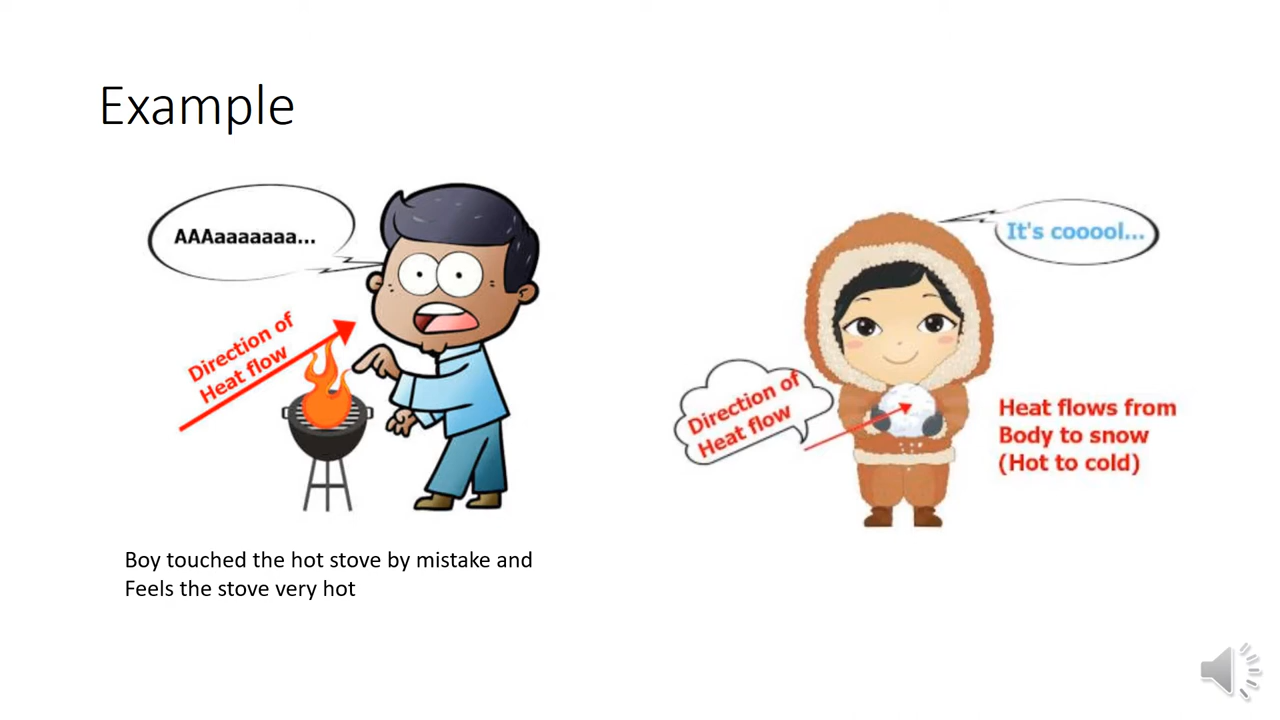 Example
AAAaaaaaaa...
Direction of
Heat flow
Boy touched the hot stove by mistake and
Feels the stove very hot
It's cooool...
Direction of
Heat flow
Heat flows from
Body to snow
(Hot to cold)